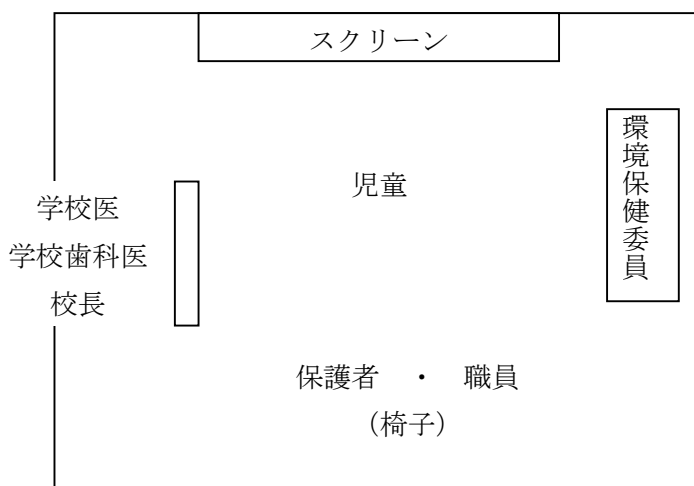 スクリーン
環境保健委員
児童
学校医
学校歯科医
校長
保護者　・　職員
（椅子）